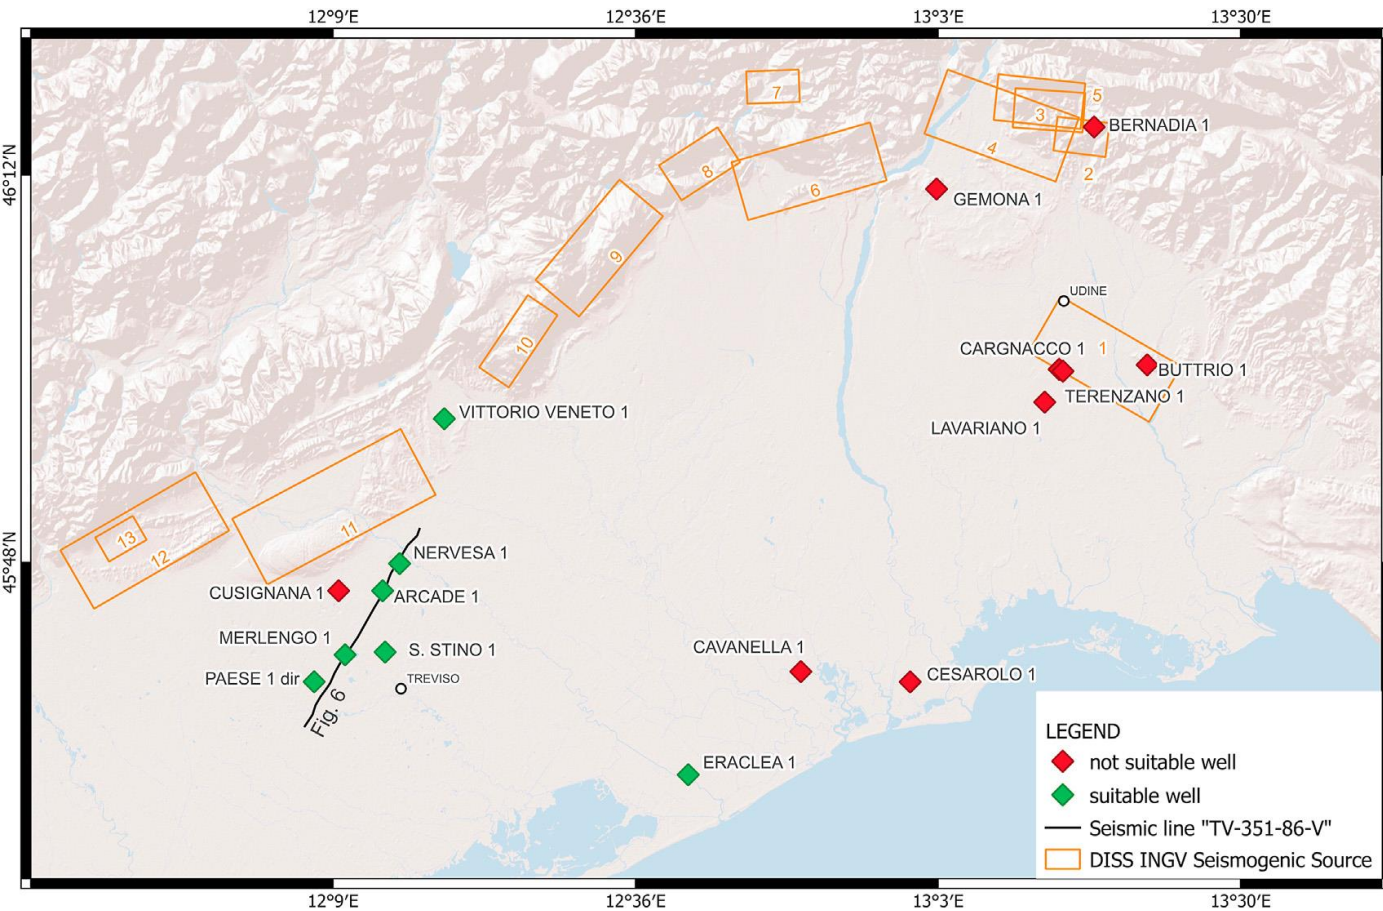 12°9′E 12°36′E 13°3′E 13°30′E
7
5
3
BERNADIA 1
4
46°12′N
8
2
6
GEMONA 1
9
UDINE
10
CARGNACCO 1
1
BUTTRIO 1
TERENZANO 1
VITTORIO VENETO 1
LAVARIANO 1
11
13
12
NERVESA 1
45°48′N
CUSIGNANA 1
ARCADE 1
MERLENGO 1
S. STINO 1
CAVANELLA 1
PAESE 1 dir
TREVISO
CESAROLO 1
Fig. 6
ERACLEA 1
LEGEND
not suitable well
suitable well
Seismic line "TV-351-86-V"
DISS INGV Seismogenic Source
12°9′E 12°36′E 13°3′E 13°30′E